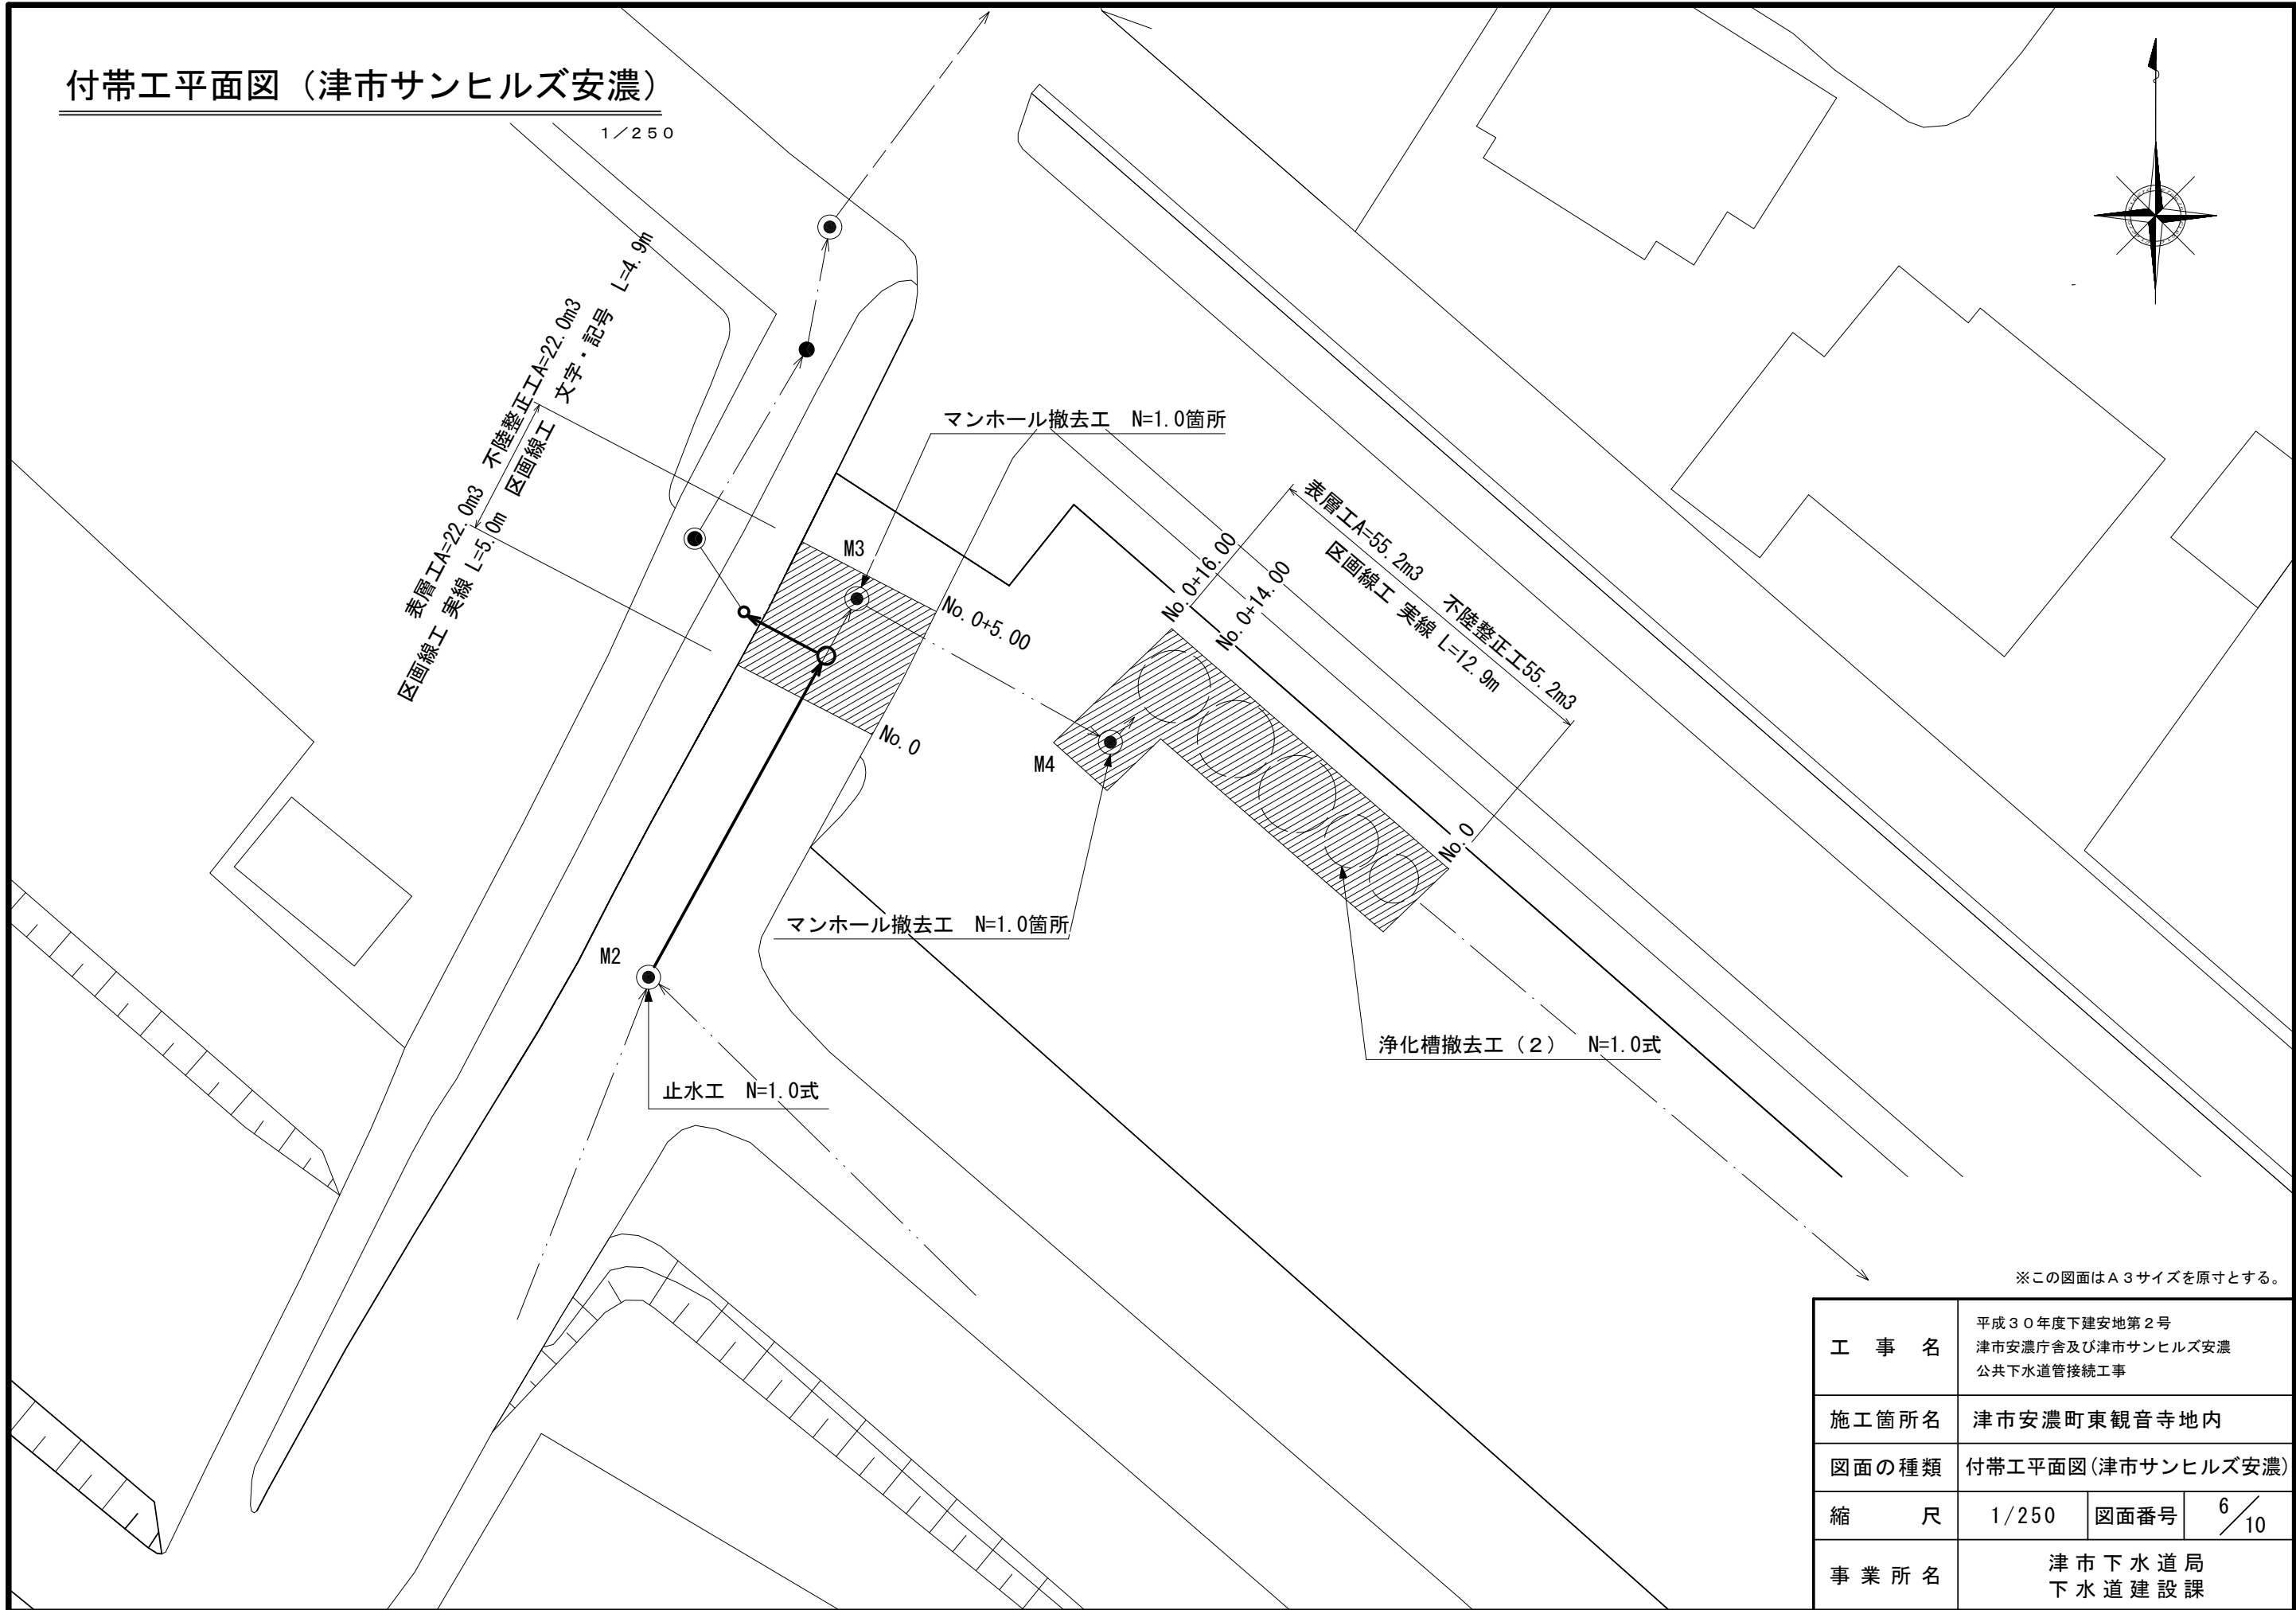 付帯工平面図（津市サンヒルズ安濃）
1／250
表層工A=22.0m3　不陸整正工A=22.0m3
区画線工 実線 L=5.0m　区画線工　文字・記号　L=4.9m
マンホール撤去工　N=1.0箇所
M3
No.0+5.00
No.0
No.0+16.00
No.0+14.00
表層工A=55.2m3　不陸整正工55.2m3
区画線工 実線 L=12.9m
No.0
M4
マンホール撤去工　N=1.0箇所
M2
浄化槽撤去工（２）　N=1.0式
止水工　N=1.0式
※この図面はＡ３サイズを原寸とする。
工事名
平成３０年度下建安地第２号
津市安濃庁舎及び津市サンヒルズ安濃
公共下水道管接続工事
施工箇所名　津市安濃町東観音寺地内
図面の種類　付帯工平面図(津市サンヒルズ安濃)
縮尺　1/250　図面番号　6／10
事業所名
津市下水道局
下水道建設課